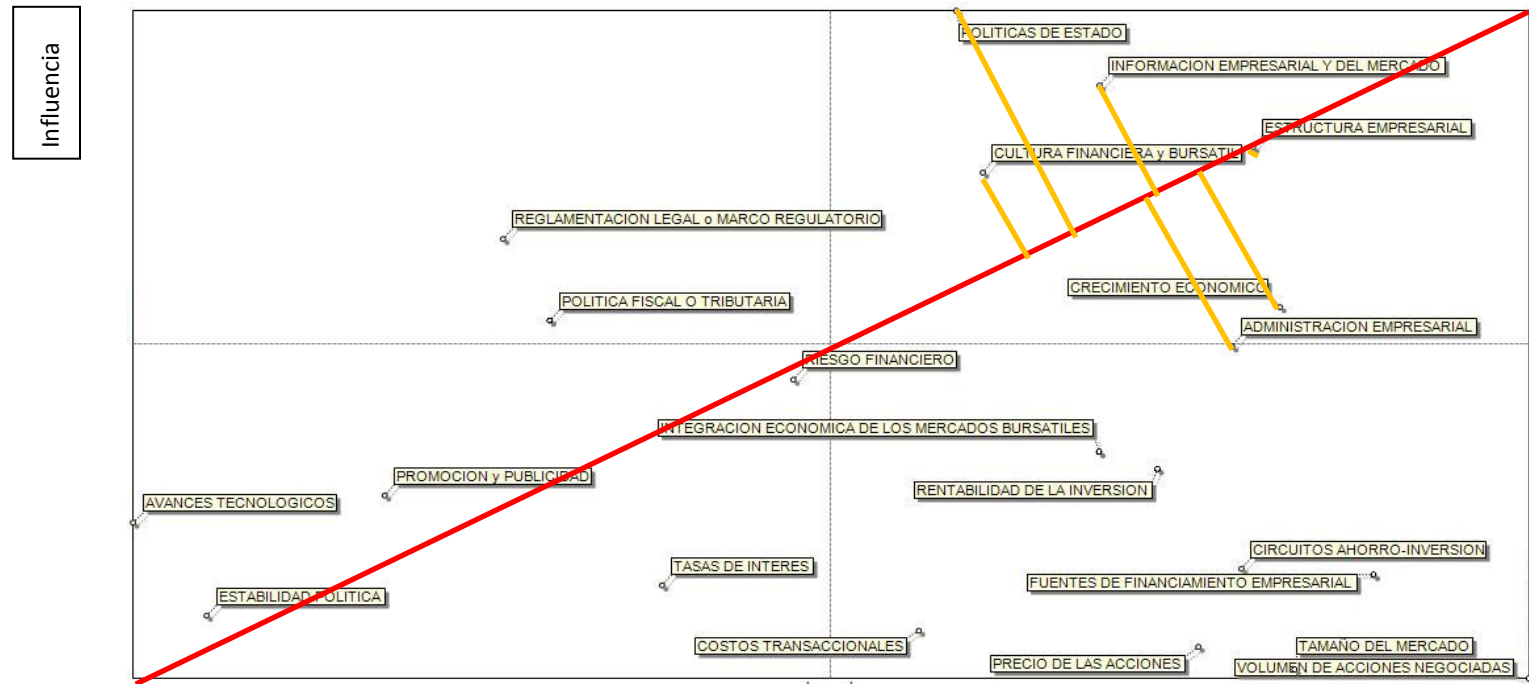 Influencia
POLITICAS DE ESTADO
INFORMACION EMPRESARIAL Y DEL MERCADO
ESTRUCTURA EMPRESARIAL
CULTURA FINANCIERA y BURSATIL
REGLAMENTACION LEGAL o MARCO REGULATORIO
CRECIMIENTO ECONOMICO
POLITICA FISCAL O TRIBUTARIA
ADMINISTRACION EMPRESARIAL
RIESGO FINANCIERO
INTEGRACION ECONOMICA DE LOS MERCADOS BURSATILES
PROMOCION y PUBLICIDAD
RENTABILIDAD DE LA INVERSION
AVANCES TECNOLOGICOS
CIRCUITOS AHORRO-INVERSION
TASAS DE INTERES
FUENTES DE FINANCIAMIENTO EMPRESARIAL
ESTABILIDAD POLITICA
COSTOS TRANSACCIONALES
TAMAÑO DEL MERCADO
PRECIO DE LAS ACCIONES
VOLUMEN DE ACCIONES NEGOCIADAS